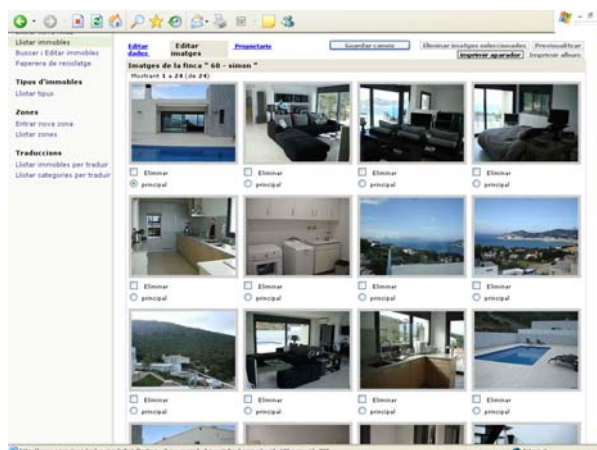 Llistar immobles
Buscar i Editar immobles
Paperera de reciclatge
Tipus d'immobles
Llistar tipus
Zones
Entrar nova zona
Llistar zones
Traduccions
Llistar immobles per traduir
Llistar categories per traduir
Editar dades
Editar imatges
Propietaris
Guardar canvis
Eliminar imatges seleccionades
Previsualitzar
Imprimir aparador
Imprimir album
Imatges de la finca " 60 - simon "
Mostrant 1 a 24 (de 24)
Eliminar
principal
Eliminar
principal
Eliminar
principal
Eliminar
principal
Eliminar
principal
Eliminar
principal
Eliminar
principal
Eliminar
principal
Eliminar
principal
Eliminar
principal
Eliminar
principal
Eliminar
principal